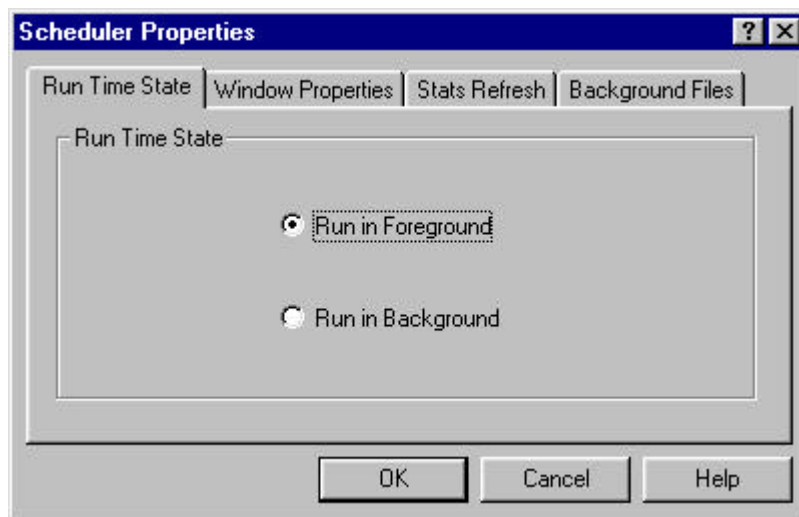 Scheduler Properties
Run Time State Window Properties Stats Refresh Background Files
Run Time State
Run in Foreground
Run in Background
OK Cancel Help